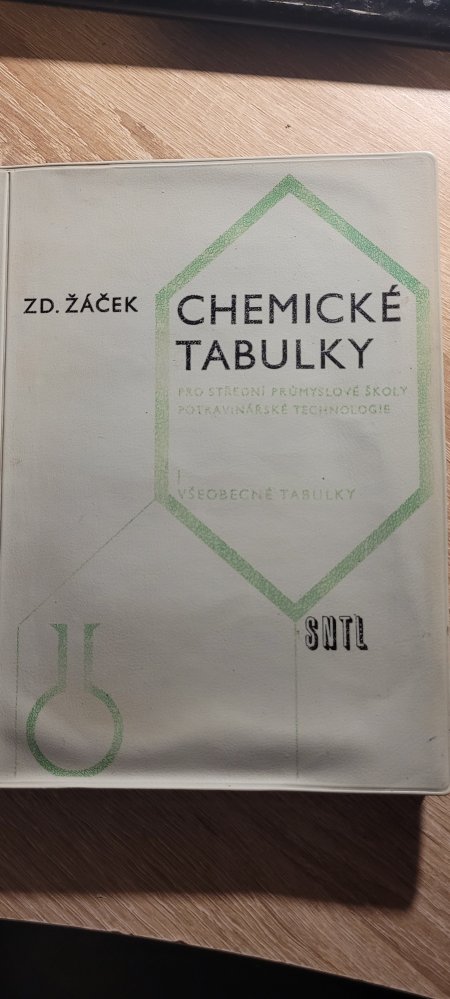 ZD. ŽÁČEK
CHEMICKÉ
TABULKY
PRO STŘEDNÍ PRŮMYSLOVÉ ŠKOLY
POTRAVINÁŘSKÉ TECHNOLOGIE
I
VŠEOBECNÉ TABULKY
SNTL